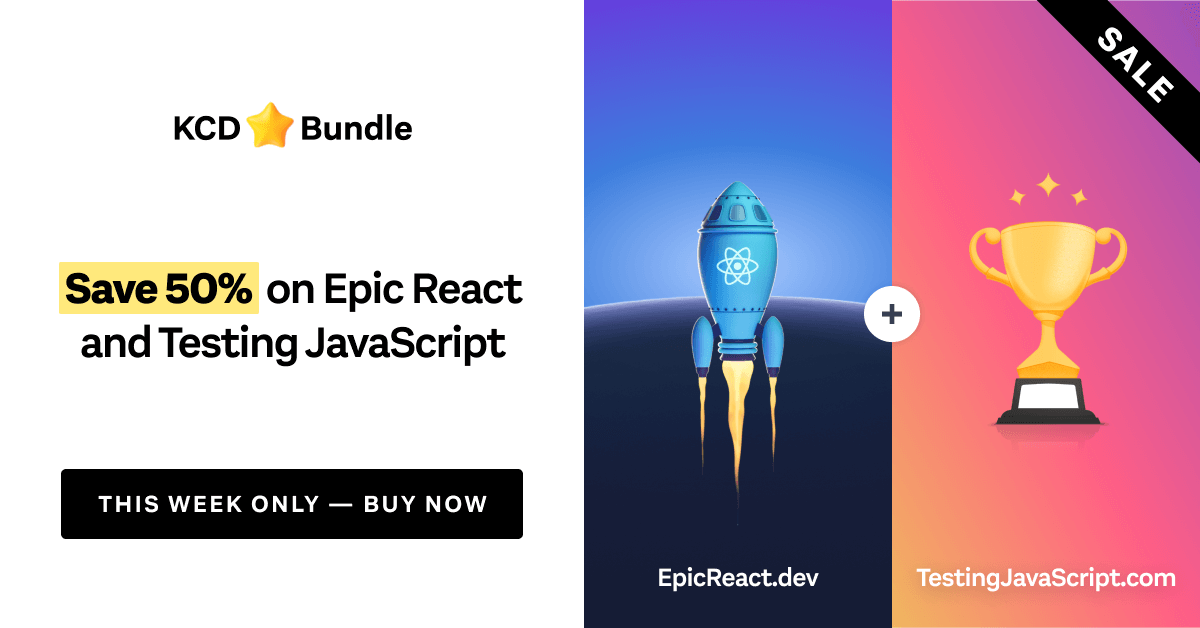 KCD Bundle
Save 50% on Epic React
and Testing JavaScript
THIS WEEK ONLY — BUY NOW
SALE
+
EpicReact.dev
TestingJavaScript.com